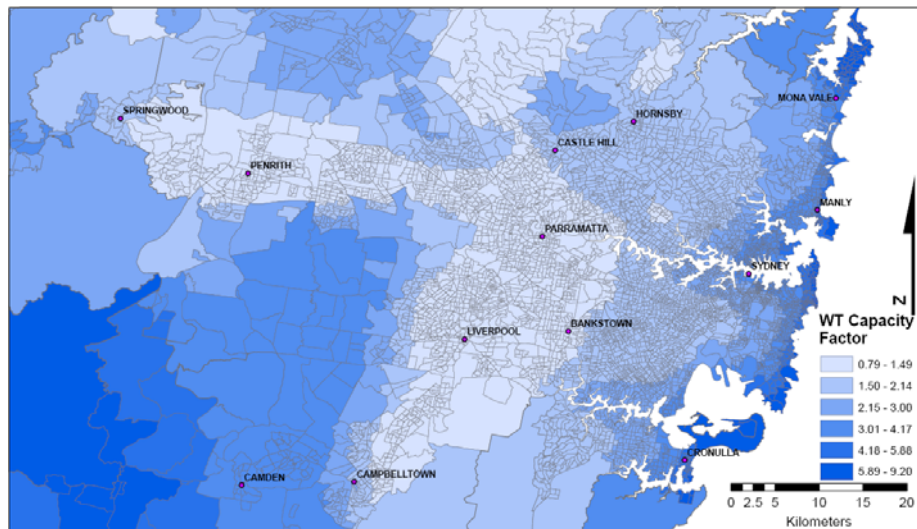 SPRINGWOOD
MONA VALE
HORNSBY
CASTLE HILL
PENRITH
MANLY
PARRAMATTA
SYDNEY
N
LIVERPOOL
BANKSTOWN
WT Capacity
Factor
0.79 - 1.49
1.50 - 2.14
2.15 - 3.00
3.01 - 4.17
4.18 - 5.88
5.89 - 9.20
CRONULLA
CAMDEN
CAMPBELLTOWN
0 2.5 5 10 15 20
Kilometers